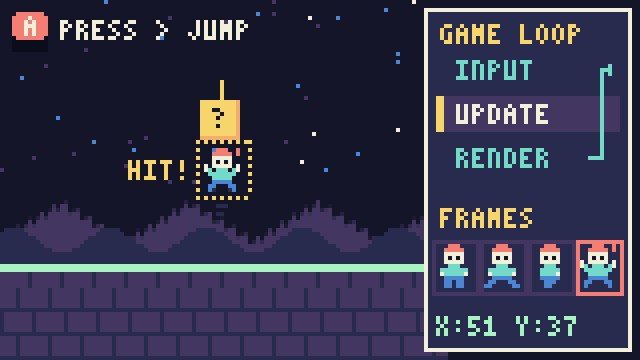 A PRESS > JUMP
?
HIT!
GAME LOOP
INPUT
UPDATE
RENDER
FRAMES
X:51 Y:37